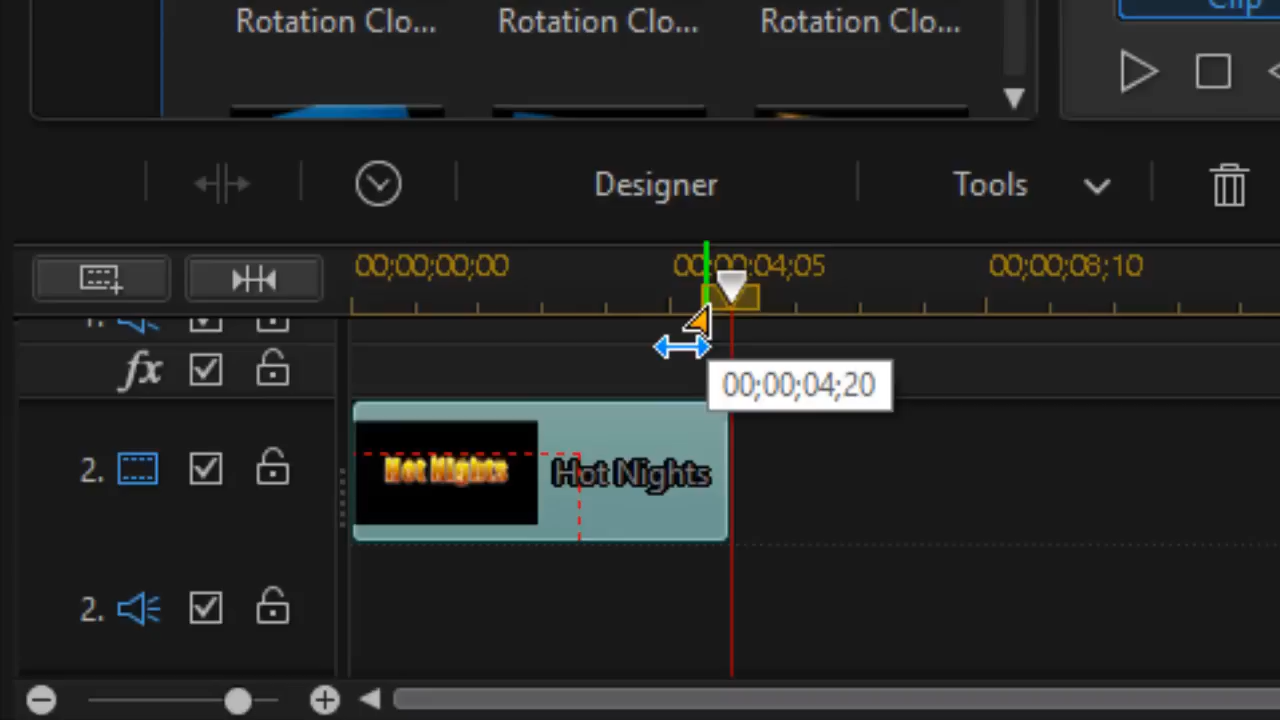 Rotation Clo... Rotation Clo... Rotation Clo...
Clip
Designer Tools
00;00;00;00 00;00;04;05 00;00;08;10
1.
fx
00;00;04;20
2. Hot Nights Hot Nights
2.